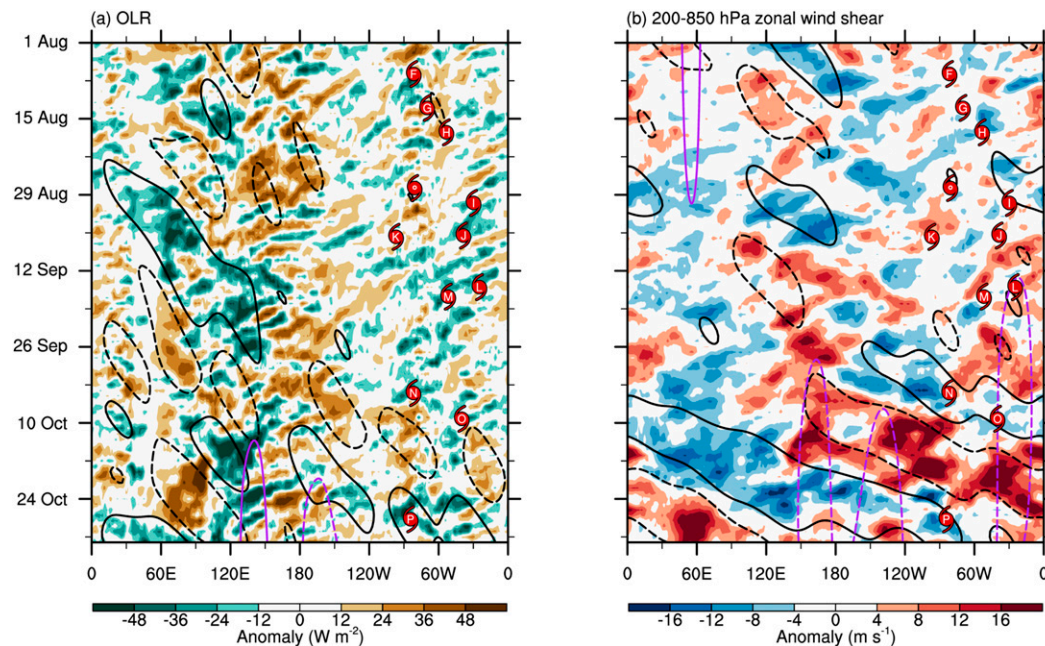 (a) OLR
(b) 200-850 hPa zonal wind shear
1 Aug
15 Aug
29 Aug
12 Sep
26 Sep
10 Oct
24 Oct
F
G
H
I
K
J
L
M
N
O
P
F
G
H
I
K
J
L
M
N
O
P
0 60E 120E 180 120W 60W 0
0 60E 120E 180 120W 60W 0
-48 -36 -24 -12 0 12 24 36 48
Anomaly (W m-2)
-16 -12 -8 -4 0 4 8 12 16
Anomaly (m s-1)